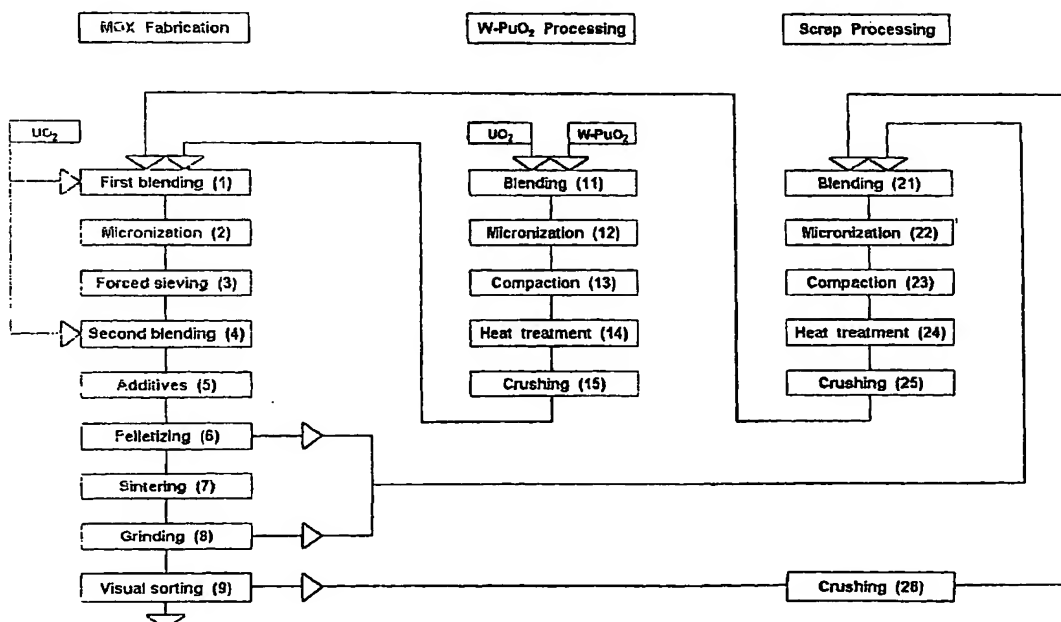 MOX Fabrication
W-PuO₂ Processing
Scrap Processing
UO₂
First blending (1)
Micronization (2)
Forced sieving (3)
Second blending (4)
Additives (5)
Pelletizing (6)
Sintering (7)
Grinding (8)
Visual sorting (9)
UO₂
W-PuO₂
Blending (11)
Micronization (12)
Compaction (13)
Heat treatment (14)
Crushing (15)
Blending (21)
Micronization (22)
Compaction (23)
Heat treatment (24)
Crushing (25)
Crushing (26)